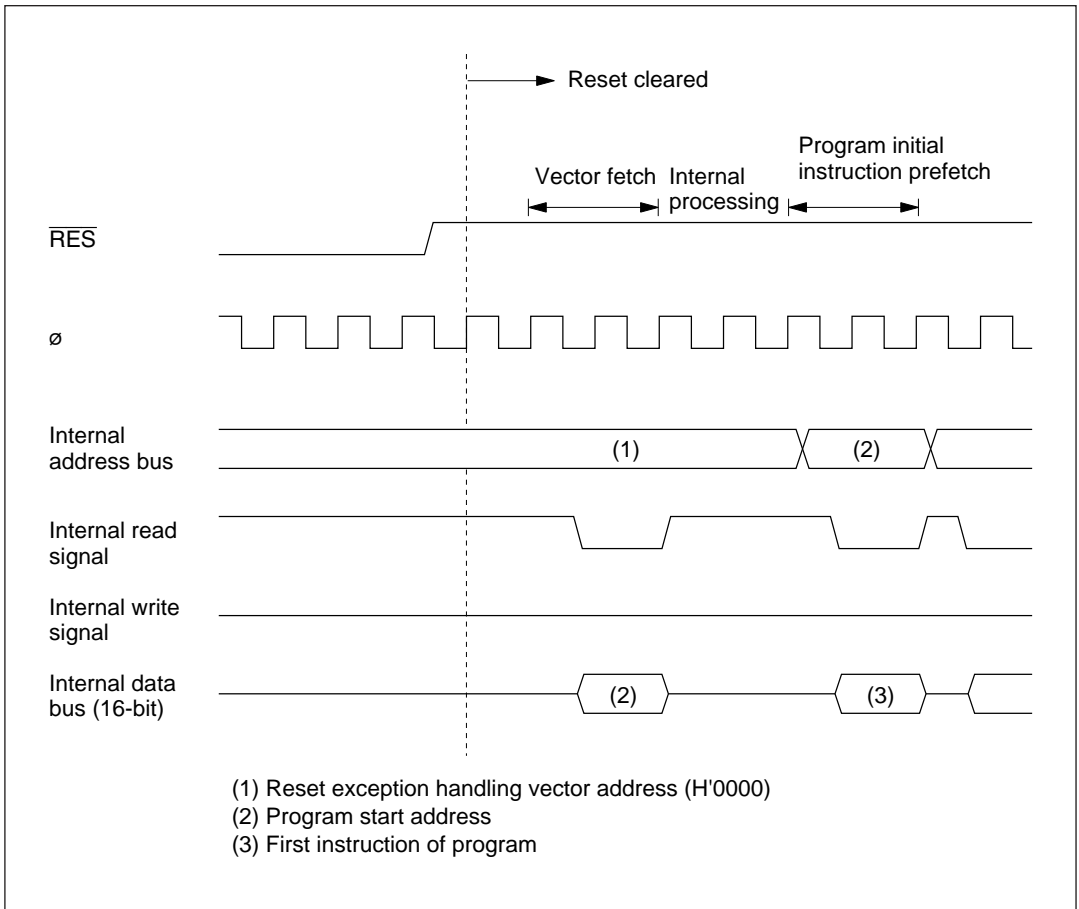 Reset cleared
Program initial
instruction prefetch
Vector fetch
Internal
processing
RES
ø
Internal
address bus
(1)
(2)
Internal read
signal
Internal write
signal
Internal data
bus (16-bit)
(2)
(3)
(1) Reset exception handling vector address (H'0000)
(2) Program start address
(3) First instruction of program